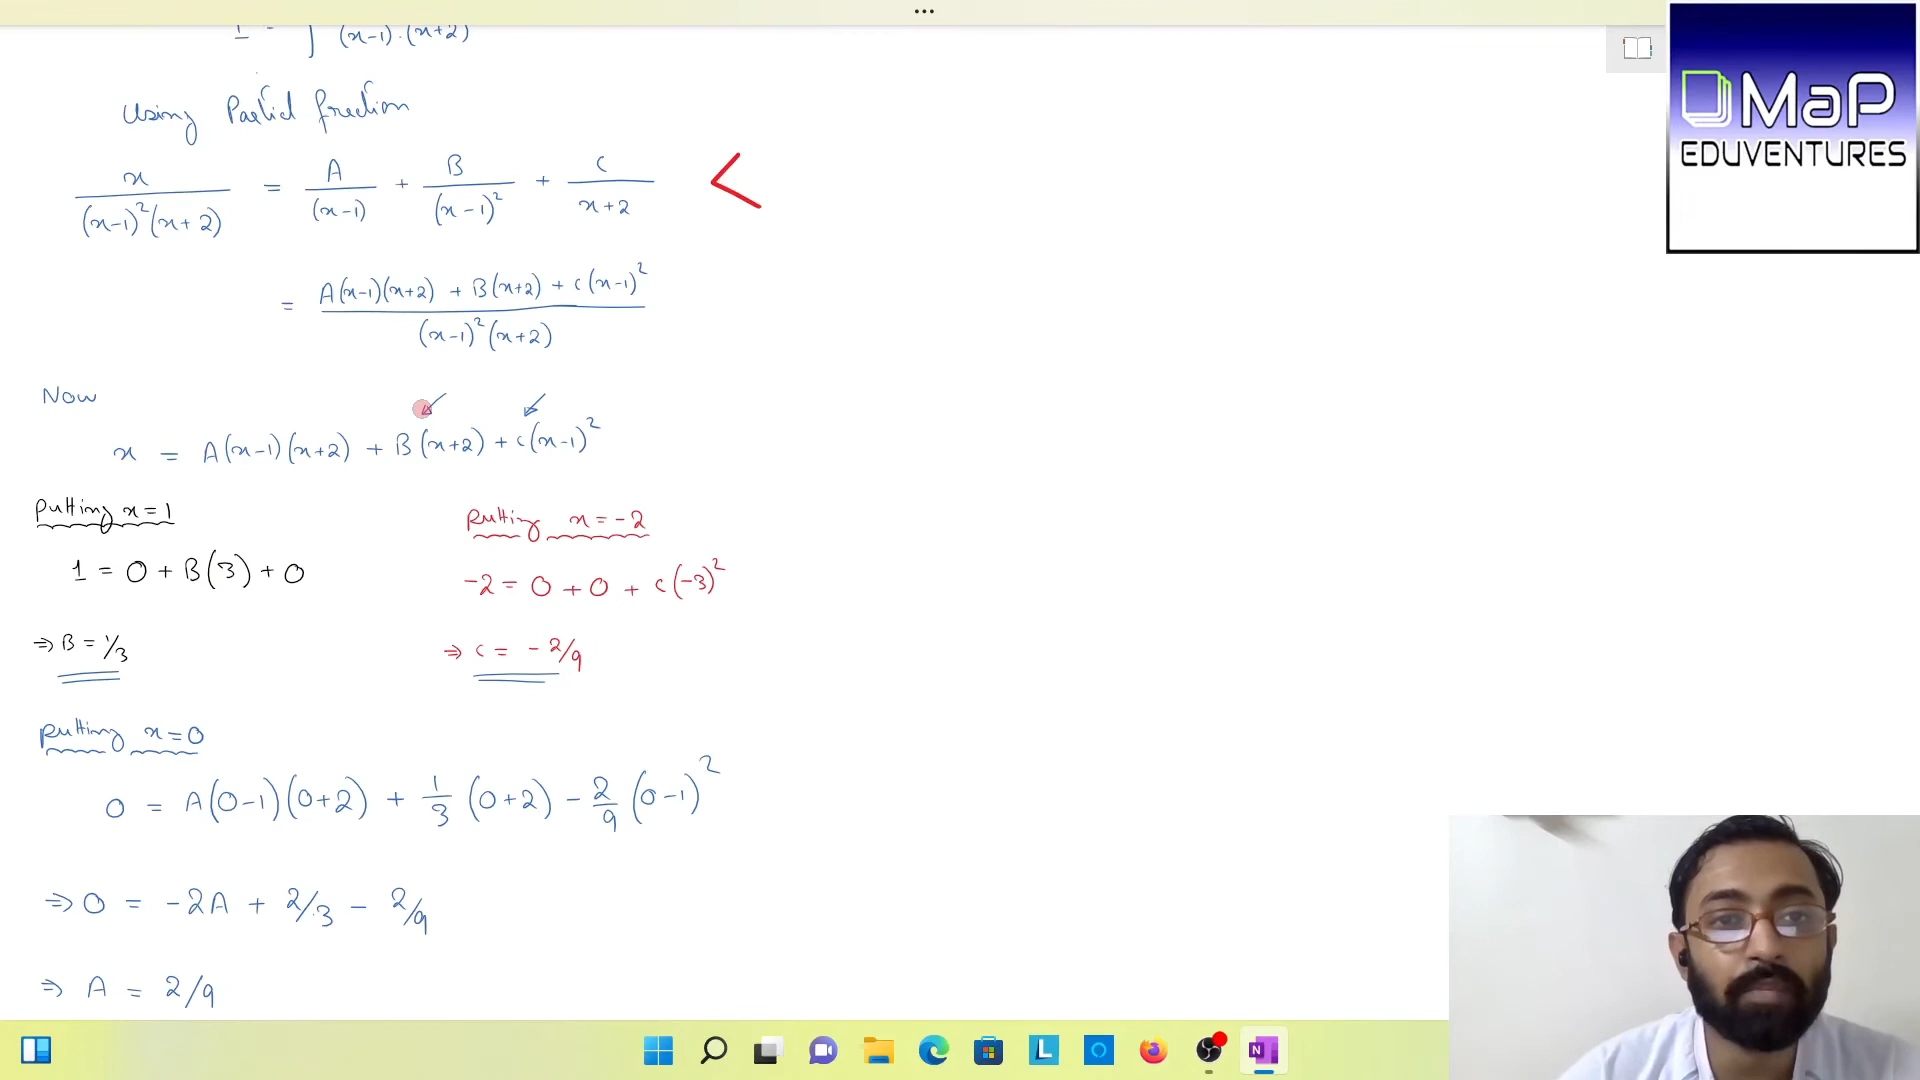 1 = ∫ (x-1).(x+2)
Using Partial fraction
x/((x-1)²(x+2)) = A/(x-1) + B/(x-1)² + C/(x+2)
= (A(x-1)(x+2) + B(x+2) + C(x-1)²)/((x-1)²(x+2))
Now
x = A(x-1)(x+2) + B(x+2) + C(x-1)²
Putting x=1
1 = 0 + B(3) + 0
⇒ B = 1/3
Putting x=-2
-2 = 0 + 0 + C(-3)²
⇒ C = -2/9
Putting x=0
0 = A(0-1)(0+2) + 1/3 (0+2) - 2/9 (0-1)²
⇒ 0 = -2A + 2/3 - 2/9
⇒ A = 2/9
MaP
EDUVENTURES